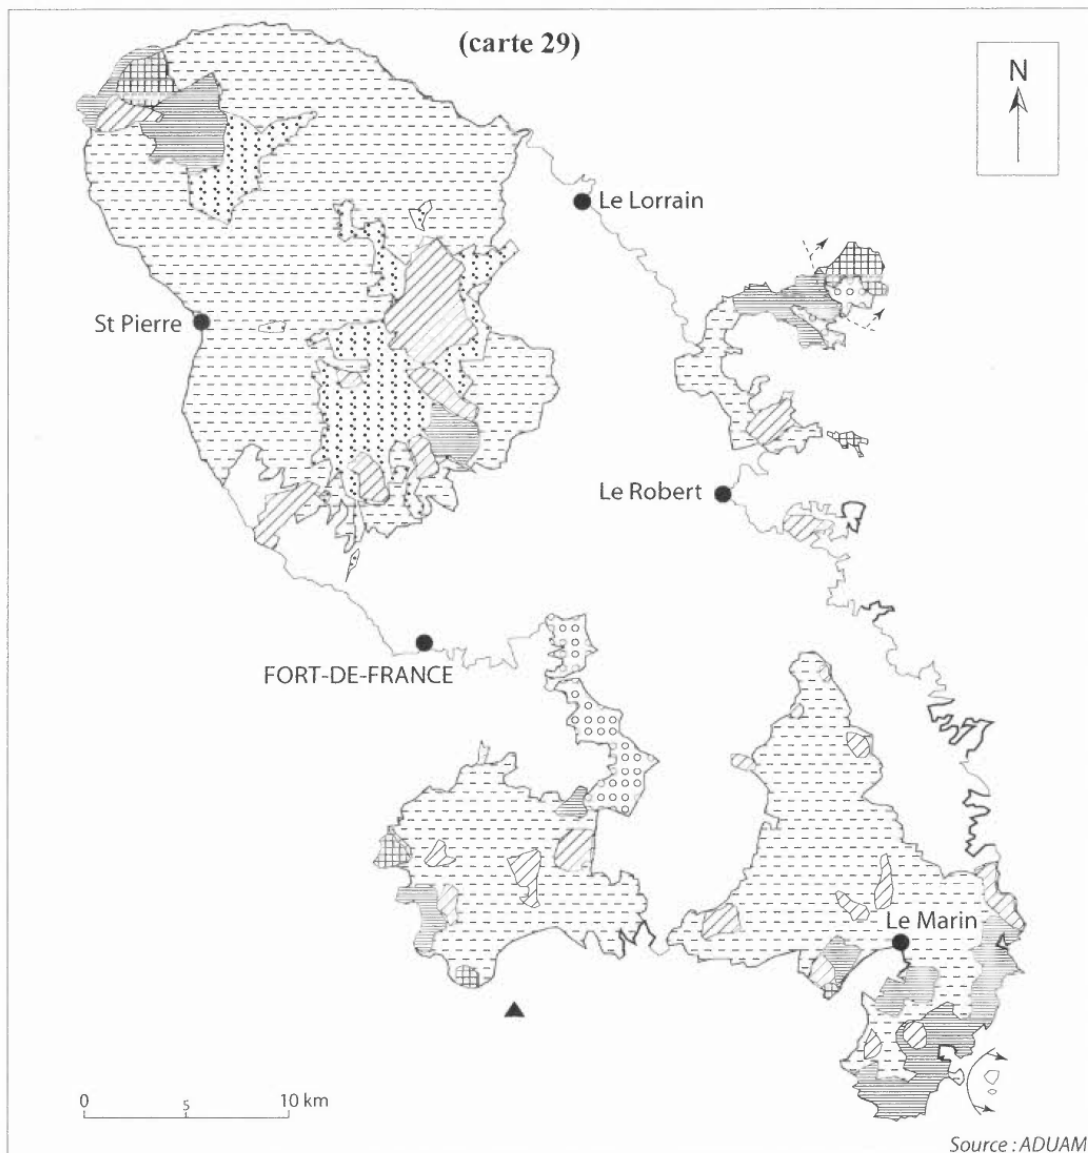 (carte 29)
N
Le Lorrain
St Pierre
Le Robert
FORT-DE-FRANCE
Le Marin
0 5 10 km
Source : ADUAM